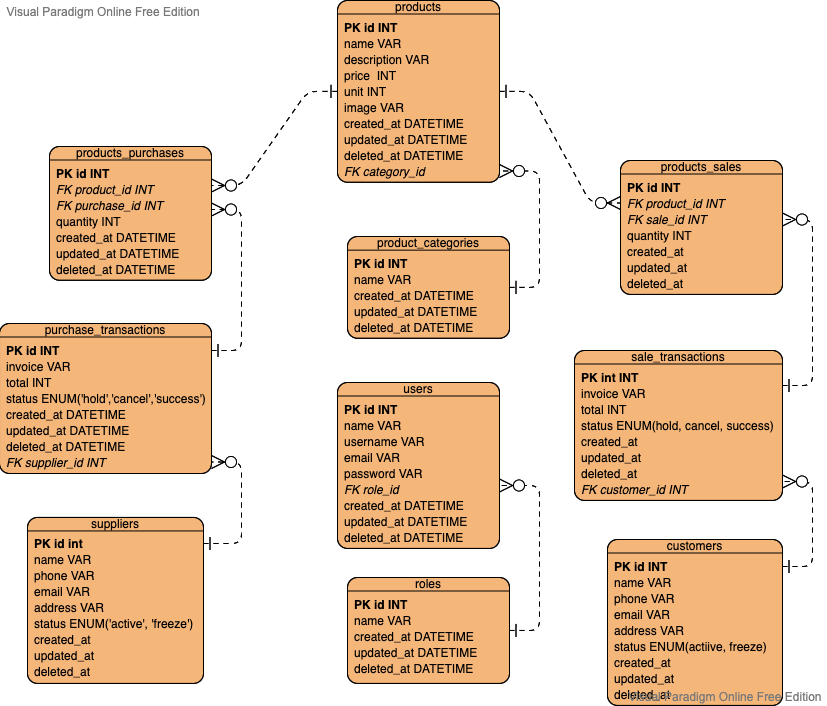 Visual Paradigm Online Free Edition
products
PK id INT
name VAR
description VAR
price  INT
unit INT
image VAR
created_at DATETIME
updated_at DATETIME
deleted_at DATETIME
FK category_id
products_purchases
PK id INT
FK product_id INT
FK purchase_id INT
quantity INT
created_at DATETIME
updated_at DATETIME
deleted_at DATETIME
products_sales
PK id INT
FK product_id INT
FK sale_id INT
quantity INT
created_at
updated_at
deleted_at
product_categories
PK id INT
name VAR
created_at DATETIME
updated_at DATETIME
deleted_at DATETIME
purchase_transactions
PK id INT
invoice VAR
total INT
status ENUM('hold','cancel','success')
created_at DATETIME
updated_at DATETIME
deleted_at DATETIME
FK supplier_id INT
users
PK id INT
name VAR
username VAR
email VAR
password VAR
FK role_id
created_at DATETIME
updated_at DATETIME
deleted_at DATETIME
sale_transactions
PK int INT
invoice VAR
total INT
status ENUM(hold, cancel, success)
created_at
updated_at
deleted_at
FK customer_id INT
suppliers
PK id int
name VAR
phone VAR
email VAR
address VAR
status ENUM('active', 'freeze')
created_at
updated_at
deleted_at
roles
PK id INT
name VAR
created_at DATETIME
updated_at DATETIME
deleted_at DATETIME
customers
PK id INT
name VAR
phone VAR
email VAR
address VAR
status ENUM(actiive, freeze)
created_at
updated_at
deleted_at
Visual Paradigm Online Free Edition